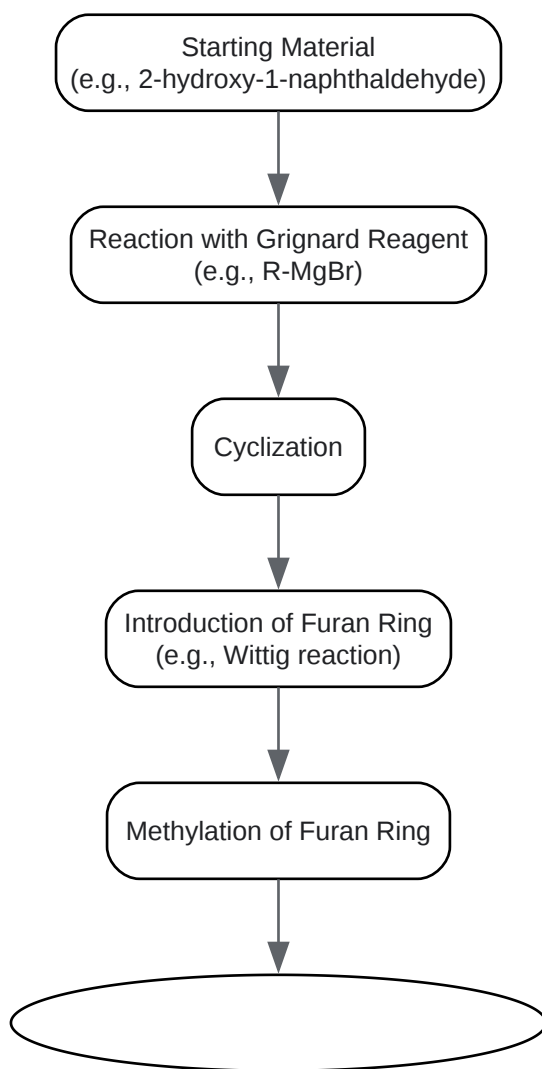 Starting Material
(e.g., 2-hydroxy-1-naphthaldehyde)
Reaction with Grignard Reagent
(e.g., R-MgBr)
Cyclization
Introduction of Furan Ring
(e.g., Wittig reaction)
Methylation of Furan Ring